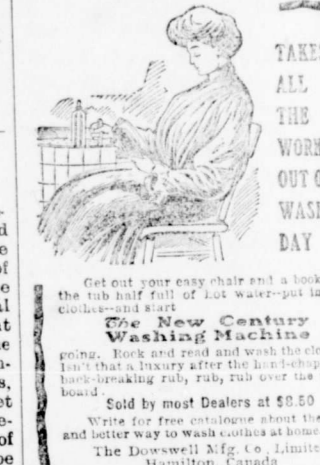 TAKES
ALL
THE
WORK
OUT O
WASH
DAY
Get out your easy chair and a book
the tub half full of hot water--put in
clothes--and start
The New Century
Washing Machine
going. Rock and read and wash the clo
Isn't that a luxury after the hand-chap
back-breaking rub, rub, rub over the
board.
Sold by most Dealers at $8.50
Write for free catalogue about the
and better way to wash clothes at home
The Dowswell Mfg. Co., Limite
Hamilton, Canada